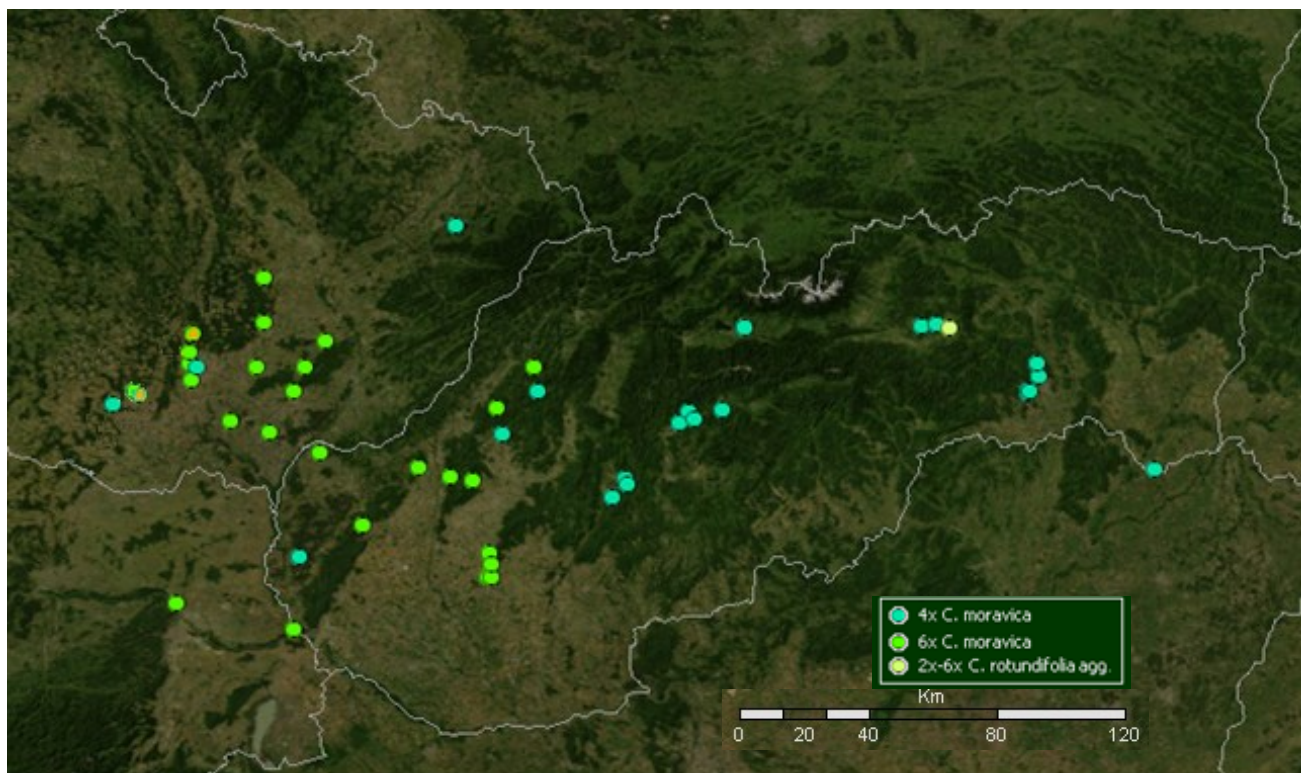 4x C. moravica
6x C. moravica
2x-6x C. rotundifolia agg.
Km
0 20 40 80 120